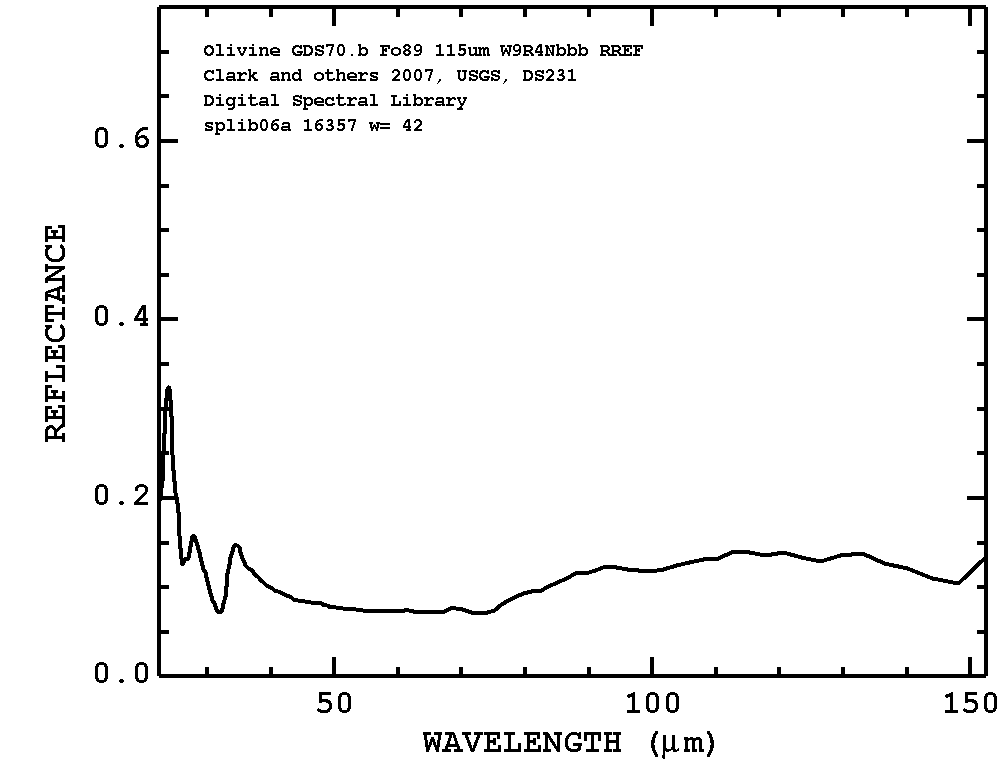 Olivine GDS70.b Fo89 115um W9R4Nbbb RREF
Clark and others 2007, USGS, DS231
Digital Spectral Library
splib06a 16357 w= 42
0.6
0.4
0.2
0.0
REFLECTANCE
50 100 150
WAVELENGTH (μm)